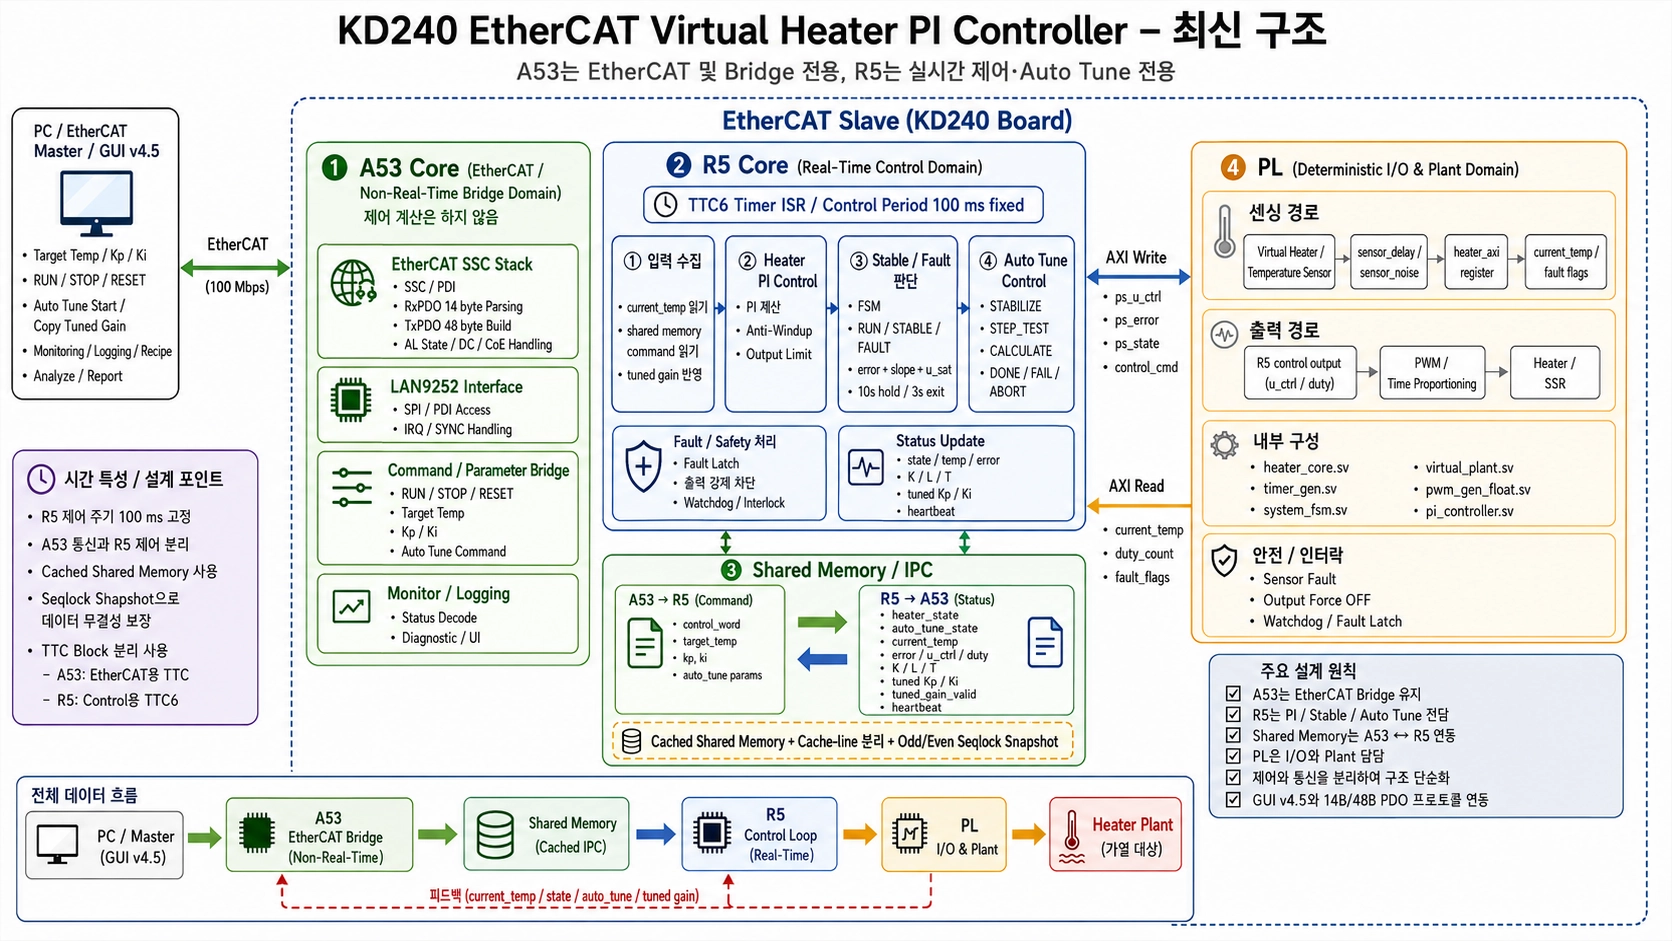 KD240 EtherCAT Virtual Heater PI Controller – 최신 구조
A53는 EtherCAT 및 Bridge 전용, R5는 실시간 제어·Auto Tune 전용
PC / EtherCAT
Master / GUI v4.5
• Target Temp / Kp / Ki
• RUN / STOP / RESET
• Auto Tune Start /
Copy Tuned Gain
• Monitoring / Logging / Recipe
• Analyze / Report
EtherCAT
(100 Mbps)
시간 특성 / 설계 포인트
• R5 제어 주기 100 ms 고정
• A53 통신과 R5 제어 분리
• Cached Shared Memory 사용
• Seqlock Snapshot으로
데이터 무결성 보장
• TTC Block 분리 사용
– A53: EtherCAT용 TTC
– R5: Control용 TTC6
EtherCAT Slave (KD240 Board)
1 A53 Core (EtherCAT /
Non-Real-Time Bridge Domain)
제어 계산은 하지 않음
EtherCAT SSC Stack
• SSC / PDI
• RxPDO 14 byte Parsing
• TxPDO 48 byte Build
• AL State / DC / CoE Handling
LAN9252 Interface
• SPI / PDI Access
• IRQ / SYNC Handling
Command / Parameter Bridge
• RUN / STOP / RESET
• Target Temp
• Kp / Ki
• Auto Tune Command
Monitor / Logging
• Status Decode
• Diagnostic / UI
2 R5 Core (Real-Time Control Domain)
TTC6 Timer ISR / Control Period 100 ms fixed
① 입력 수집
• current_temp 읽기
• shared memory
command 읽기
• tuned gain 반영
② Heater
PI Control
• PI 제산
• Anti-Windup
• Output Limit
③ Stable / Fault
판단
• FSM
• RUN / STABLE /
FAULT
• error + slope + u_sat
• 10s hold / 3s exit
④ Auto Tune
Control
• STABILIZE
• STEP_TEST
• CALCULATE
• DONE / FAIL /
ABORT
Fault / Safety 처리
• Fault Latch
• 출력 강제 차단
• Watchdog / Interlock
Status Update
• state / temp / error
• K / L / T
• tuned Kp / Ki
• heartbeat
3 Shared Memory / IPC
A53 → R5 (Command)
• control_word
• target_temp
• kp, ki
• auto_tune params
R5 → A53 (Status)
• heater_state
• auto_tune_state
• current_temp
• error / u_ctrl / duty
• K / L / T
• tuned Kp / Ki
• tuned_gain_valid
• heartbeat
Cached Shared Memory + Cache-line 분리 + Odd/Even Seqlock Snapshot
AXI Write
• ps_u_ctrl
• ps_error
• ps_state
• control_cmd
AXI Read
• current_temp
• duty_count
• fault_flags
4 PL (Deterministic I/O & Plant Domain)
센싱 경로
Virtual Heater /
Temperature Sensor
sensor_delay /
sensor_noise
heater_axi
register
current_temp /
fault flags
출력 경로
R5 control output
(u_ctrl / duty)
PWM /
Time Proportioning
Heater /
SSR
내부 구성
• heater_core.sv
• timer_gen.sv
• system_fsm.sv
• virtual_plant.sv
• pwm_gen_float.sv
• pi_controller.sv
안전 / 인터락
• Sensor Fault
• Output Force OFF
• Watchdog / Fault Latch
주요 설계 원칙
☑ A53는 EtherCAT Bridge 유지
☑ R5는 PI / Stable / Auto Tune 전담
☑ Shared Memory는 A53 ↔ R5 연동
☑ PL은 I/O와 Plant 담담
☑ 제어와 통신을 분리하여 구조 단순화
☑ GUI v4.5와 14B/48B PDO 프로토콜 연동
전체 데이터 흐름
PC / Master
(GUI v4.5)
A53
EtherCAT Bridge
(Non-Real-Time)
Shared Memory
(Cached IPC)
R5
Control Loop
(Real-Time)
PL
I/O & Plant
Heater Plant
(가열 대상)
피드백 (current_temp / state / auto_tune / tuned gain)